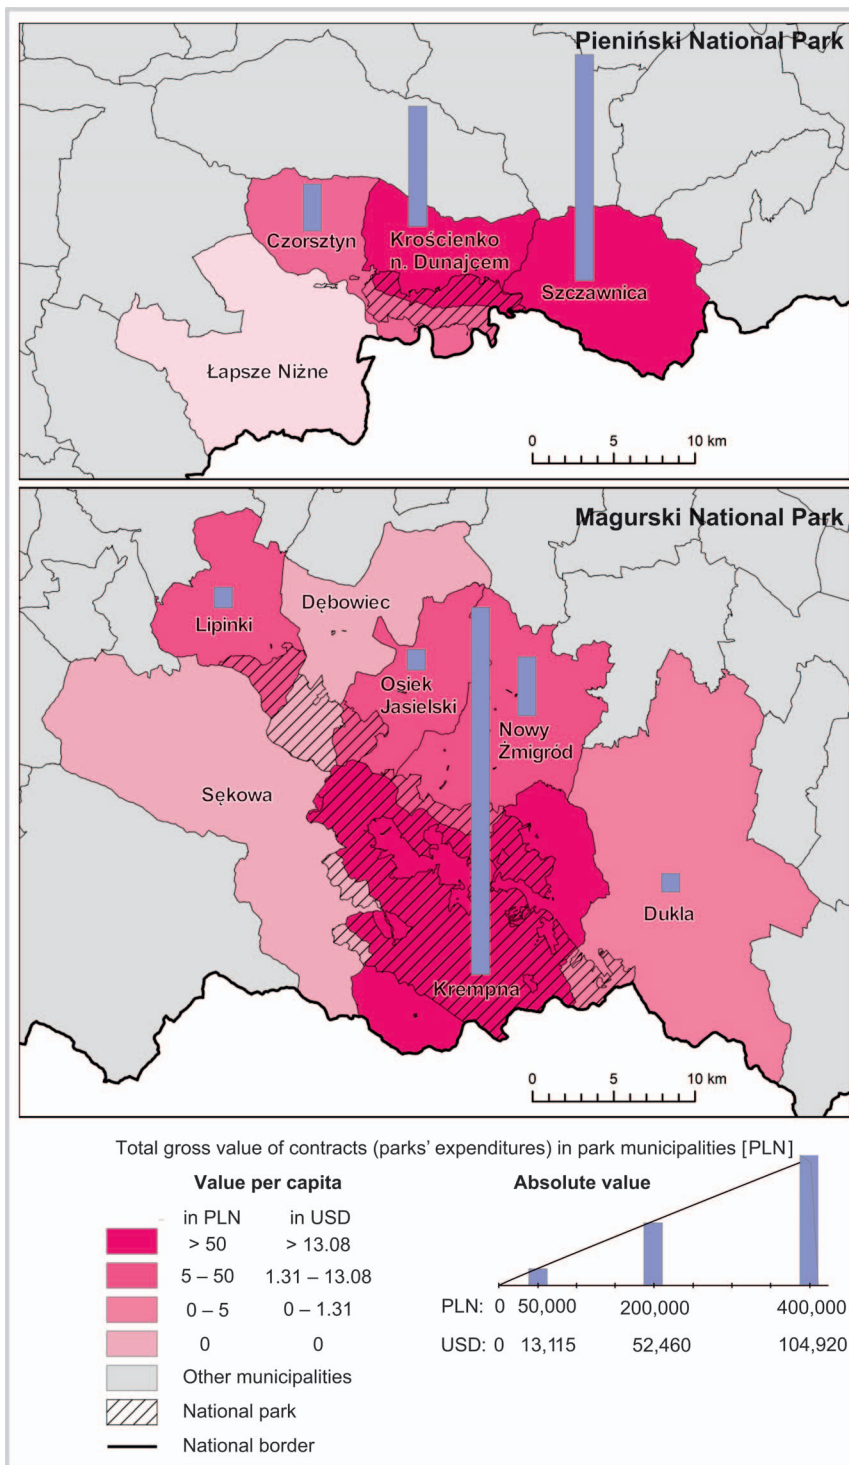 Pieniński National Park
Czorsztyn
Krościenko
n. Dunajcem
Szczawnica
Łapsze Niżne
0 5 10 km
Magurski National Park
Dębowiec
Lipinki
Osiek
Jasielski
Nowy
Żmigród
Sękowa
Dukla
Krempna
0 5 10 km
Total gross value of contracts (parks' expenditures) in park municipalities [PLN]
Value per capita
Absolute value
in PLN in USD
> 50 > 13.08
5 – 50 1.31 – 13.08
0 – 5 0 – 1.31
0 0
Other municipalities
National park
National border
PLN: 0 50,000 200,000 400,000
USD: 0 13,115 52,460 104,920